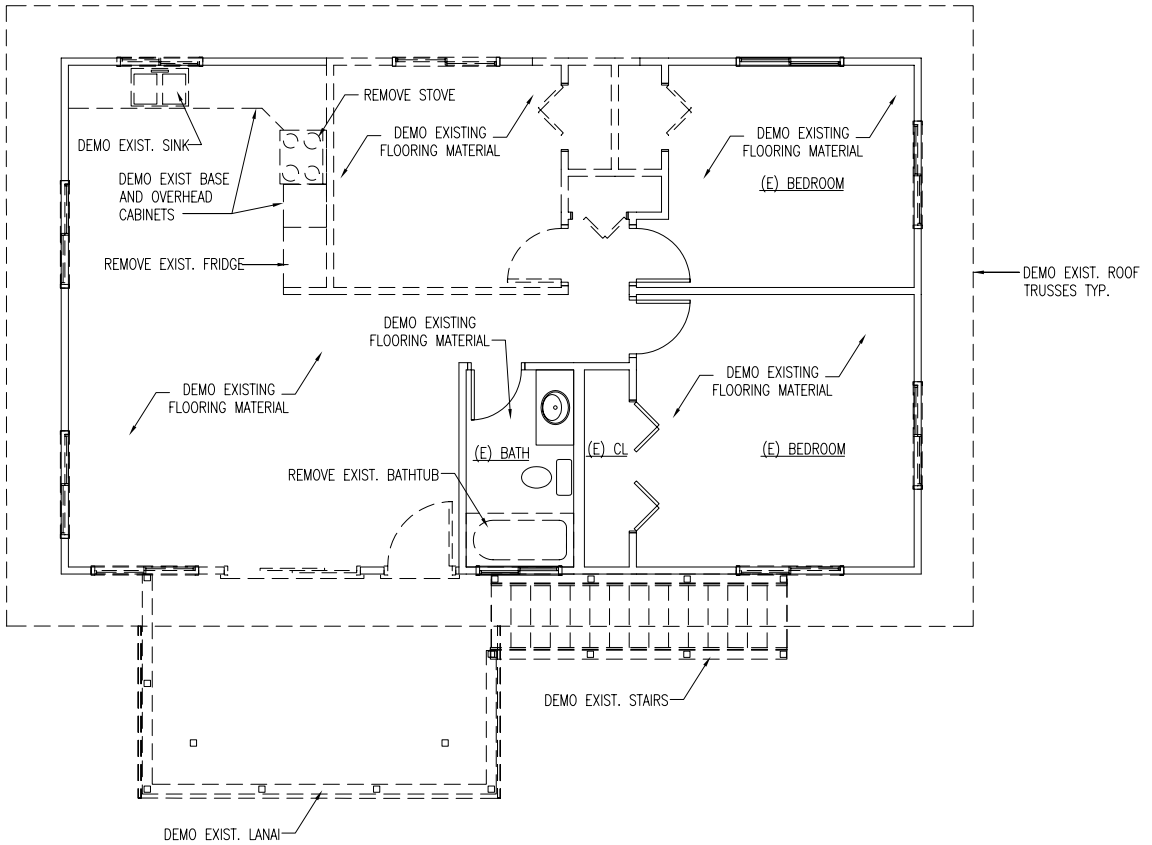 REMOVE STOVE
DEMO EXISTING
FLOORING MATERIAL
DEMO EXISTING
FLOORING MATERIAL
DEMO EXIST. SINK
DEMO EXIST BASE
AND OVERHEAD
CABINETS
(E) BEDROOM
REMOVE EXIST. FRIDGE
DEMO EXIST. ROOF
TRUSSES TYP.
DEMO EXISTING
FLOORING MATERIAL
DEMO EXISTING
FLOORING MATERIAL
DEMO EXISTING
FLOORING MATERIAL
(E) BATH
(E) CL
(E) BEDROOM
REMOVE EXIST. BATHTUB
DEMO EXIST. STAIRS
DEMO EXIST. LANAI